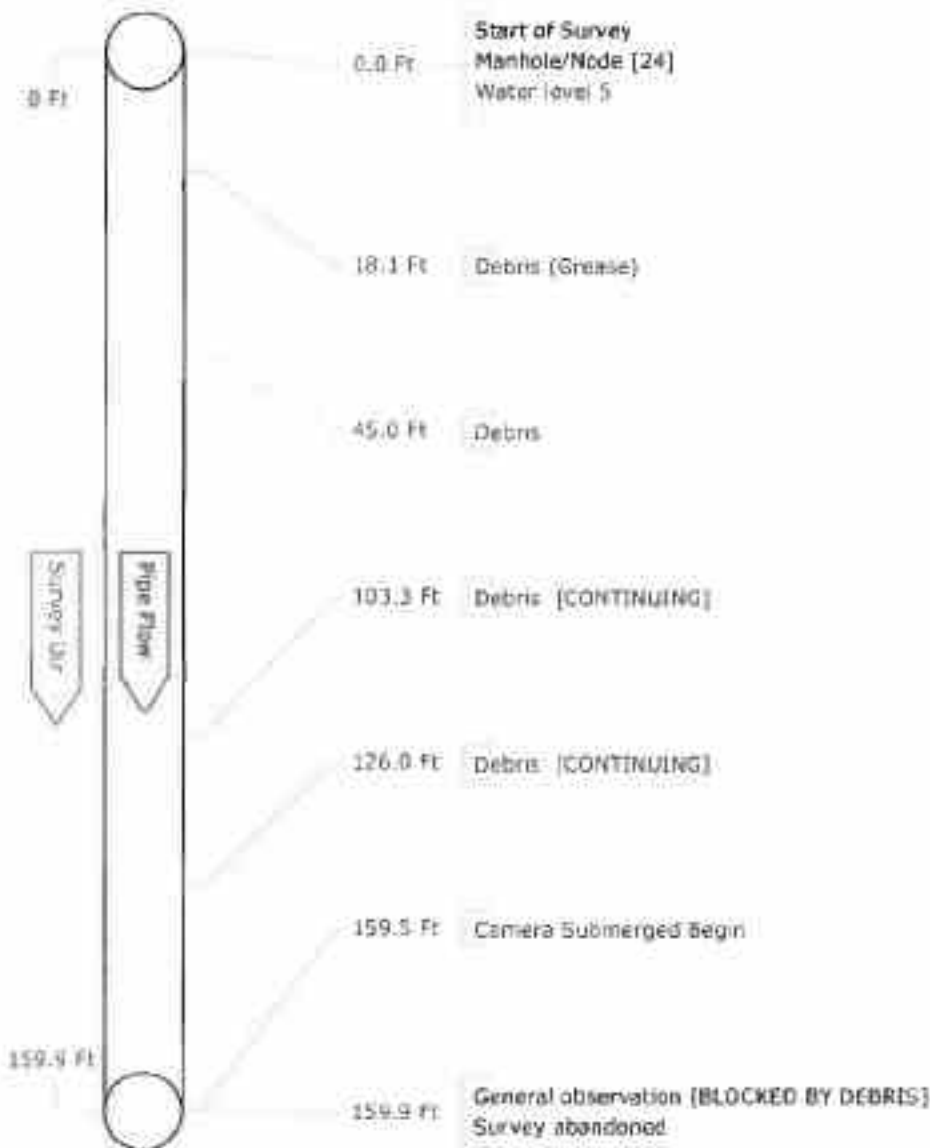 Start of Survey
0.0 Ft Manhole/Node [24]
Water level 5
0 Ft
18.1 Ft Debris (Grease)
45.0 Ft Debris
Survey Dir
Pipe Flow
103.3 Ft Debris [CONTINUING]
126.0 Ft Debris [CONTINUING]
159.5 Ft Camera Submerged Begin
159.9 Ft
General observation [BLOCKED BY DEBRIS]
159.9 Ft Survey abandoned